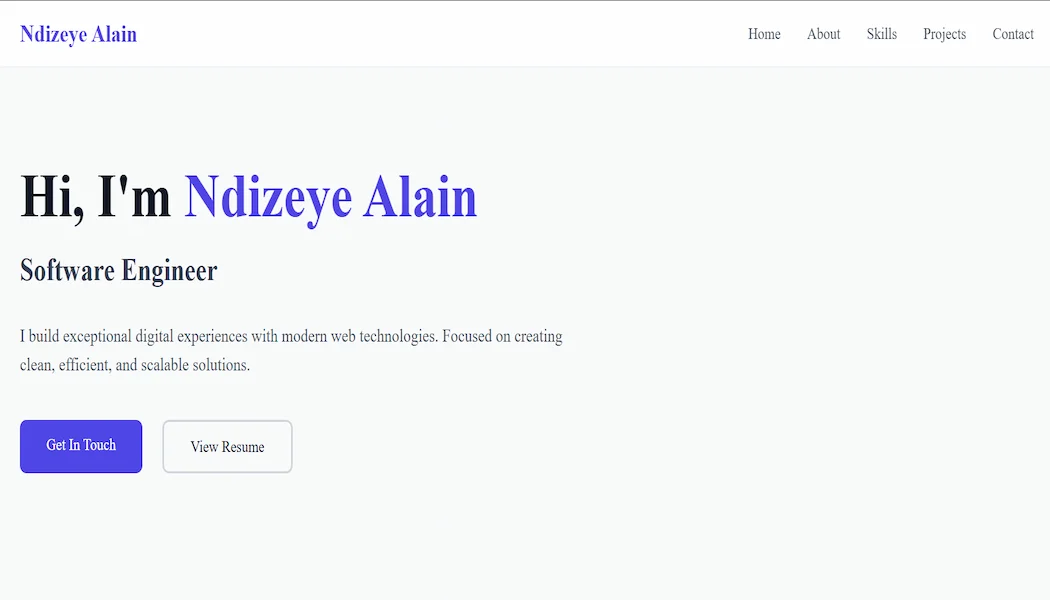 Ndizeye Alain
Home About Skills Projects Contact
Hi, I'm Ndizeye Alain
Software Engineer
I build exceptional digital experiences with modern web technologies. Focused on creating
clean, efficient, and scalable solutions.
Get In Touch
View Resume